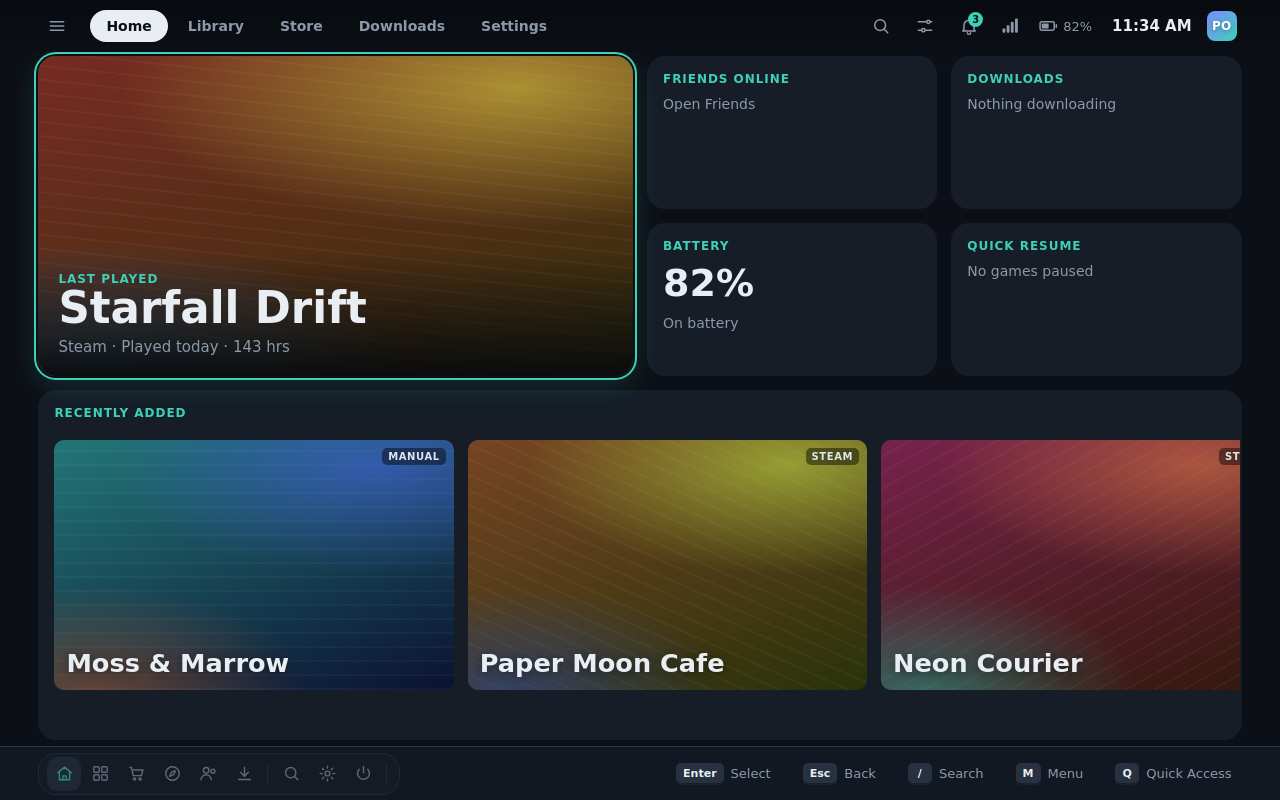 Home
Library
Store
Downloads
Settings
3
82%
11:34 AM
PO
LAST PLAYED
Starfall Drift
Steam · Played today · 143 hrs
FRIENDS ONLINE
Open Friends
DOWNLOADS
Nothing downloading
BATTERY
82%
On battery
QUICK RESUME
No games paused
RECENTLY ADDED
MANUAL
Moss & Marrow
STEAM
Paper Moon Cafe
ST
Neon Courier
Enter Select
Esc Back
/ Search
M Menu
Q Quick Access